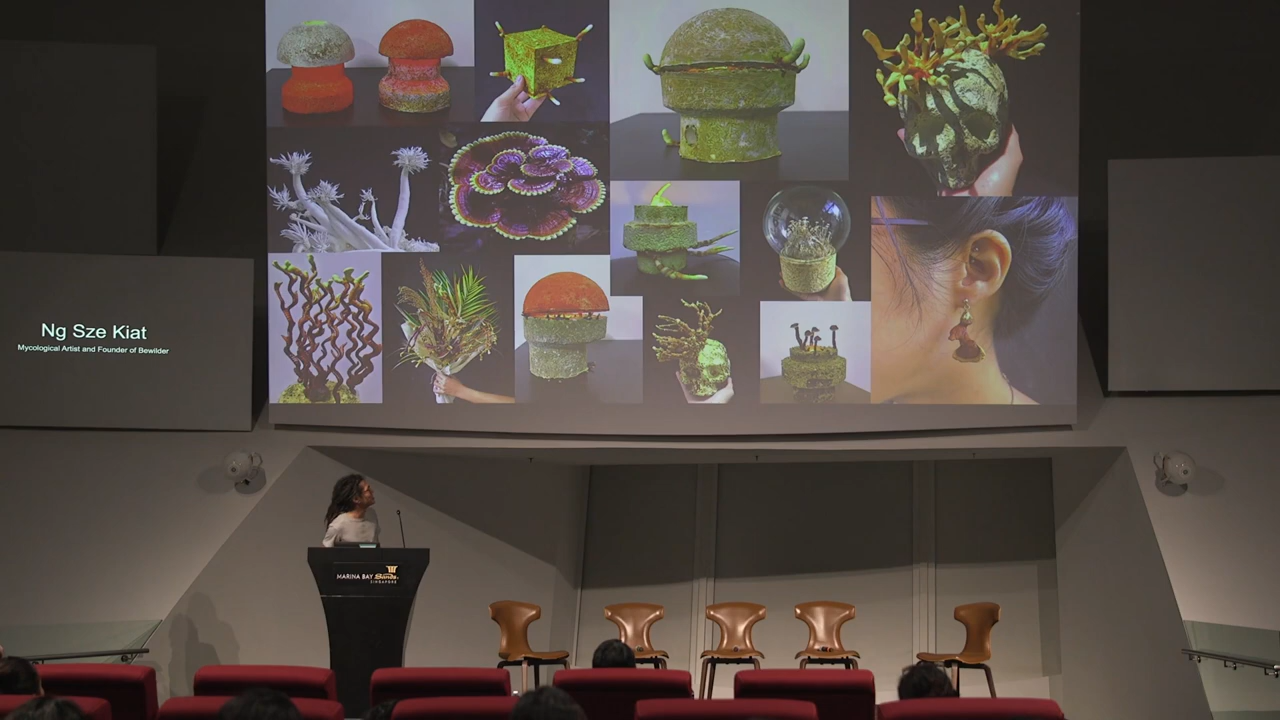 Ng Sze Kiat
Mycological Artist and Founder of Bewilder
MARINA BAY Sands
SINGAPORE